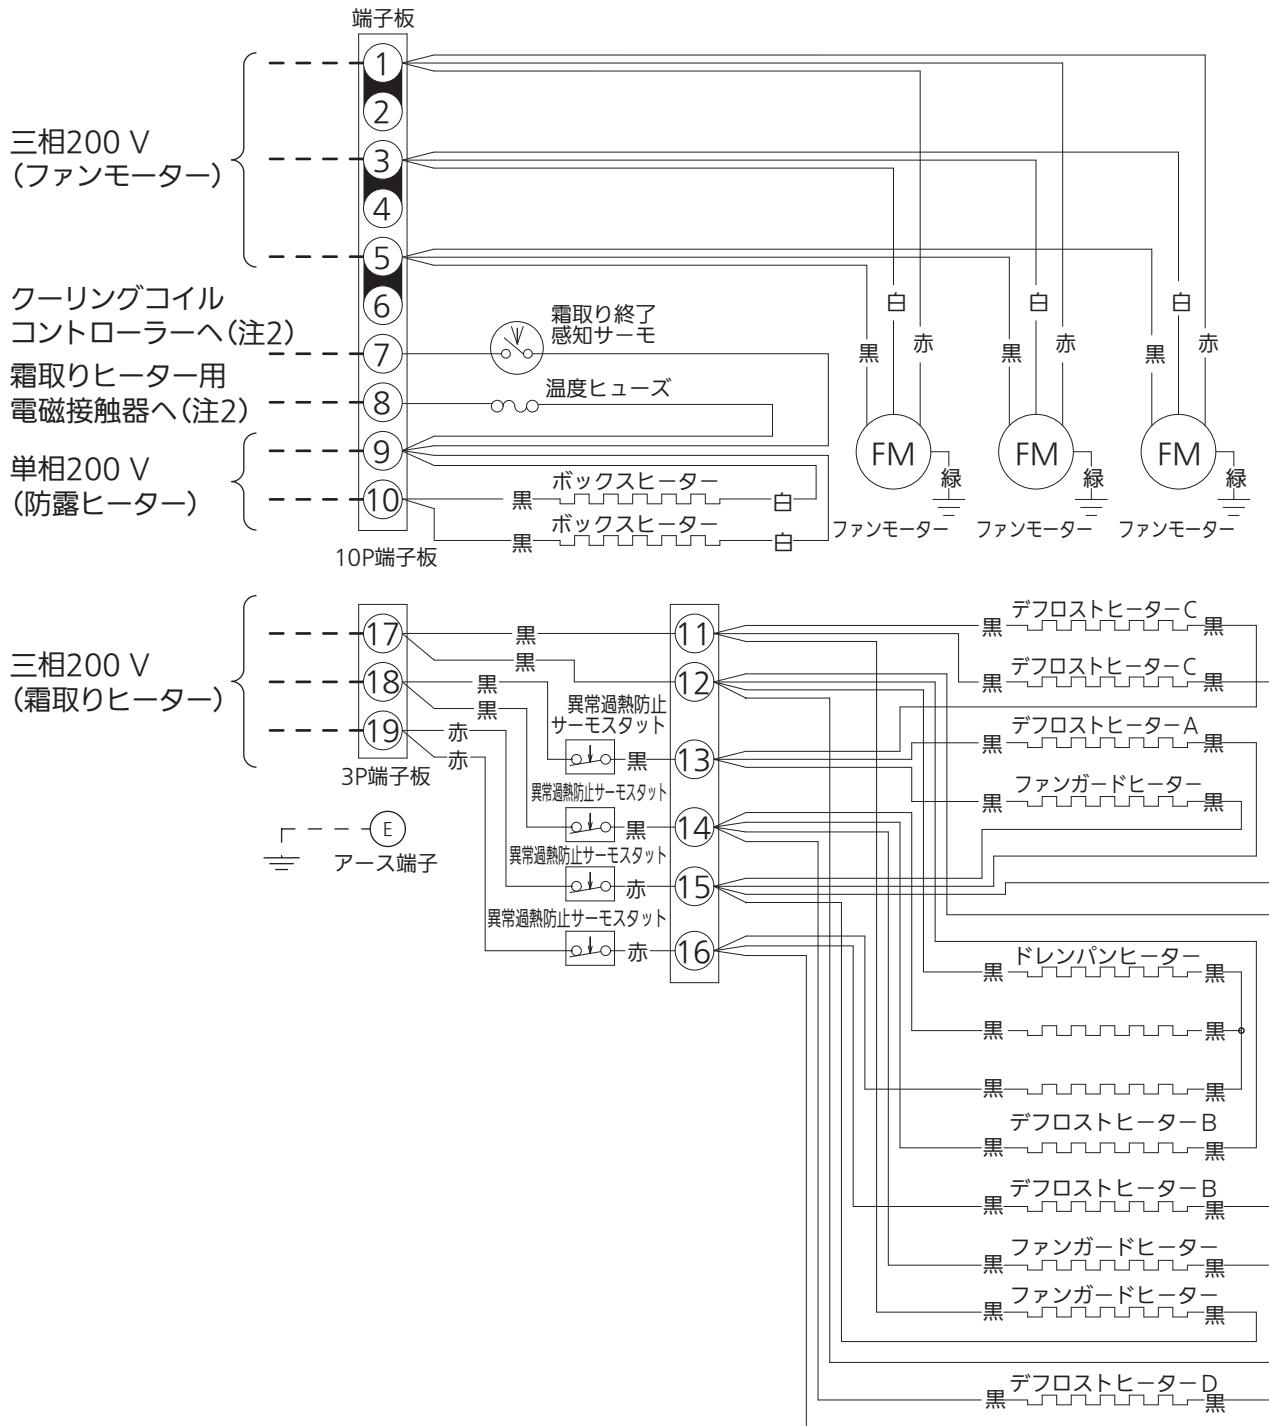 端子板
1
2
三相200 V
(ファンモーター)
3
4
5
6
白 白 白
黒 赤 黒 赤 黒 赤
クーリングコイル
コントローラーへ(注2)
霜取り終了
感知サーモ
7
霜取りヒーター用
電磁接触器へ(注2)
温度ヒューズ
8
FM FM FM
緑 緑 緑
ファンモーター ファンモーター ファンモーター
単相200 V
(防露ヒーター)
9
10
黒 ボックスヒーター 白
黒 ボックスヒーター 白
10P端子板
三相200 V
(霜取りヒーター)
17 黒 11
黒
18 黒 12
黒
19 赤
赤
3P端子板
E
アース端子
異常過熱防止
サーモスタット
黒 13
異常過熱防止サーモスタット
黒 14
異常過熱防止サーモスタット
赤 15
異常過熱防止サーモスタット
赤 16
黒 デフロストヒーターC 黒
黒 デフロストヒーターC 黒
黒 デフロストヒーターA 黒
黒 ファンガードヒーター 黒
黒 ドレンパンヒーター 黒
黒 黒
黒 黒
黒 デフロストヒーターB 黒
黒 デフロストヒーターB 黒
黒 ファンガードヒーター 黒
黒 ファンガードヒーター 黒
黒 デフロストヒーターD 黒